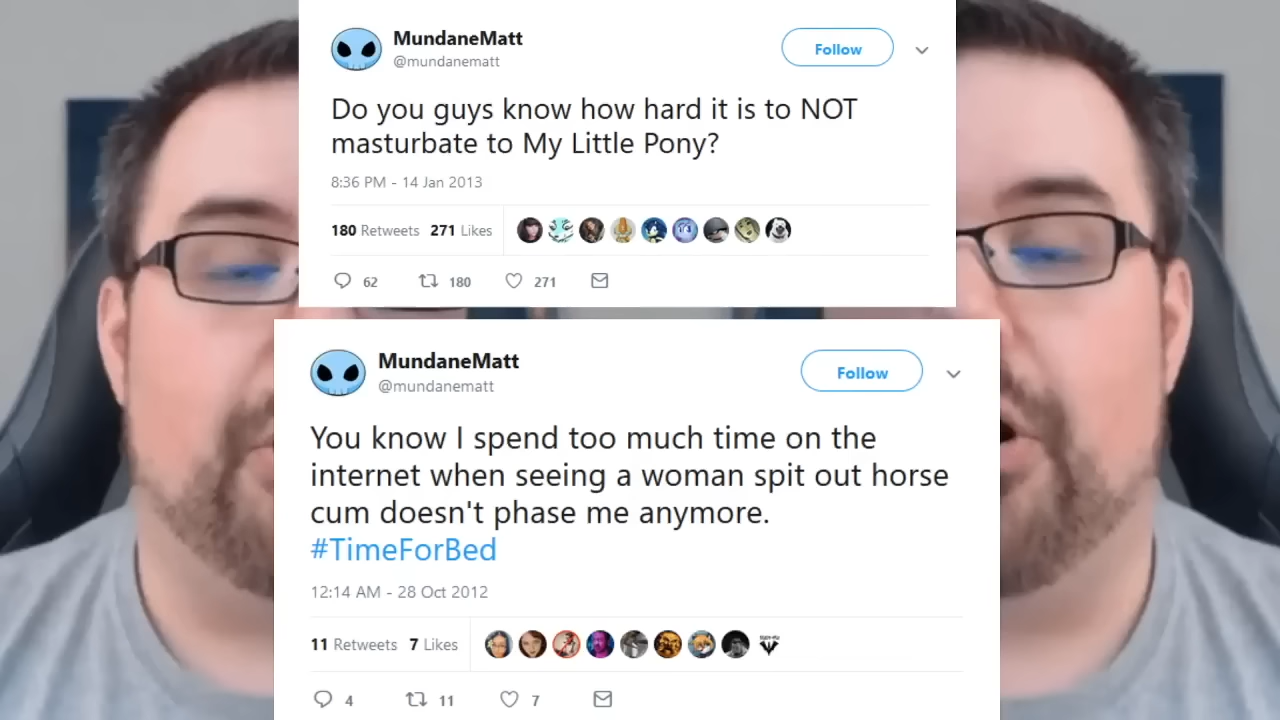 MundaneMatt
@mundanematt
Follow
Do you guys know how hard it is to NOT
masturbate to My Little Pony?
8:36 PM - 14 Jan 2013
180 Retweets 271 Likes
62 180 271
MundaneMatt
@mundanematt
Follow
You know I spend too much time on the
internet when seeing a woman spit out horse
cum doesn't phase me anymore.
#TimeForBed
12:14 AM - 28 Oct 2012
11 Retweets 7 Likes
4 11 7